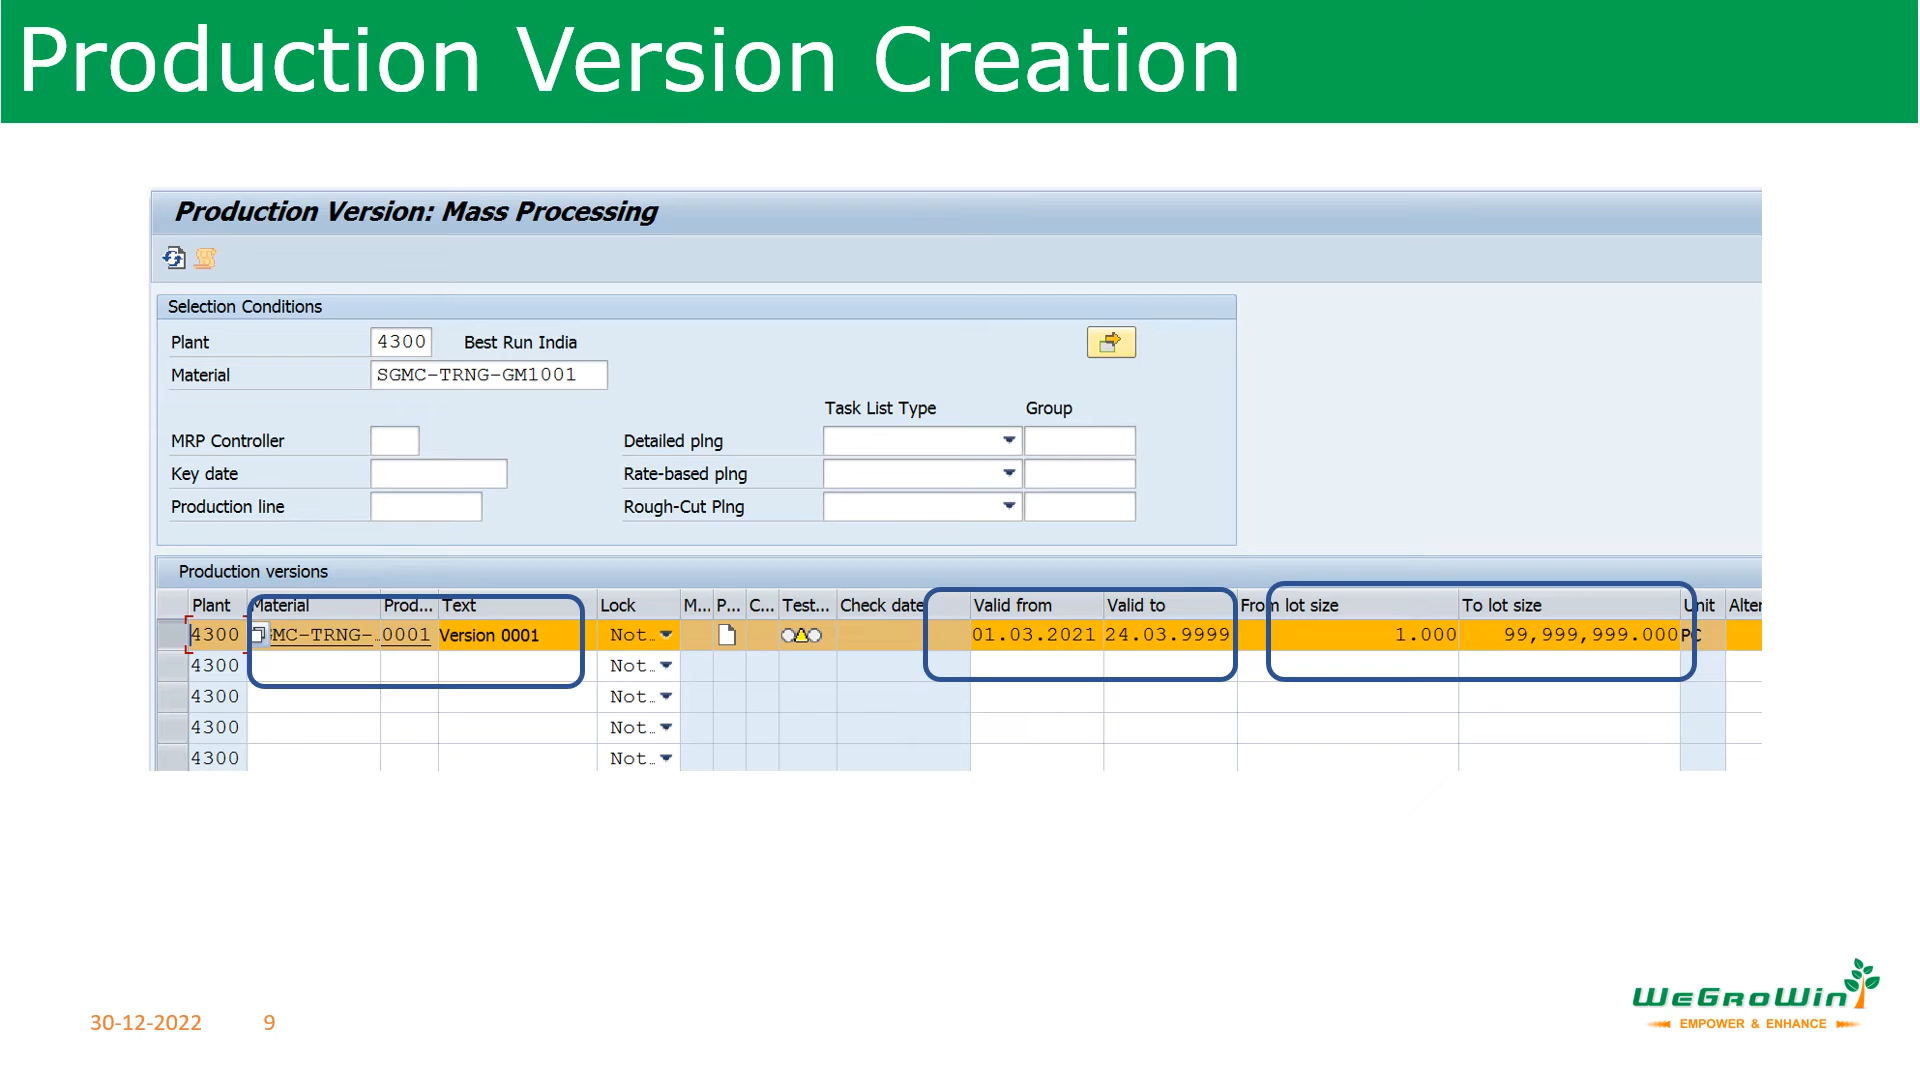 Production Version Creation
Production Version: Mass Processing
Selection Conditions
Plant 4300 Best Run India
Material SGMC-TRNG-GM1001
Task List Type Group
MRP Controller Detailed plng
Key date Rate-based plng
Production line Rough-Cut Plng
Production versions
Plant Material Prod... Text Lock M... P... C... Test... Check date Valid from Valid to From lot size To lot size Unit Alter
4300 GMC-TRNG-… 0001 Version 0001 Not… 01.03.2021 24.03.9999 1.000 99,999,999.000 PC
4300 Not…
4300 Not…
4300 Not…
4300 Not…
WeGroWin
EMPOWER & ENHANCE
30-12-2022 9